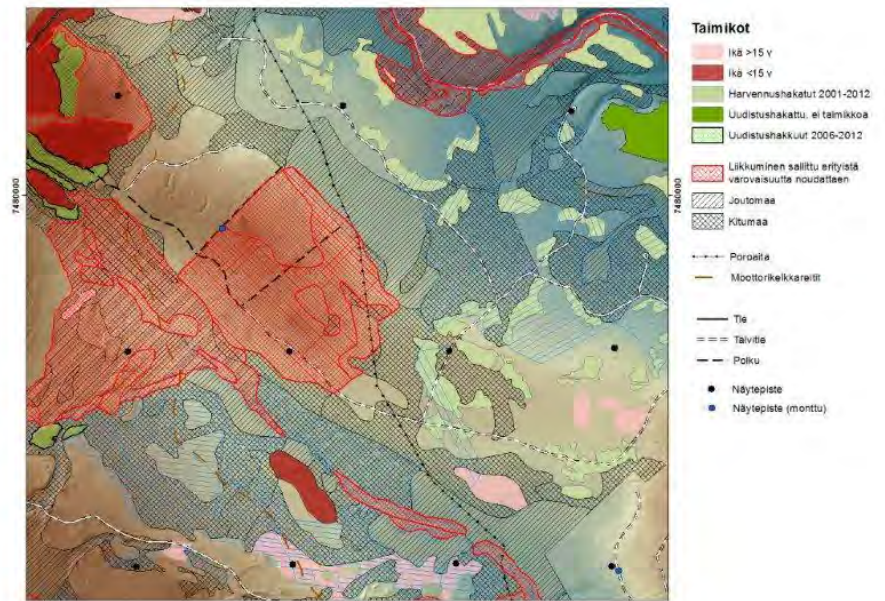 Taimikot
Ikä >15 v
Ikä <15 v
Harvennushakatut 2001-2012
Uudistushakattu, ei taimikkoa
Uudistushakkuut 2006-2012
Liikkuminen sallittu erityistä
varovaisuutta noudattaen
Joutomaa
Kitumaa
Poroaita
Moottorikelkkareitit
Tie
Talvitie
Polku
Näytepiste
Näytepiste (monttu)
7480000
7480000